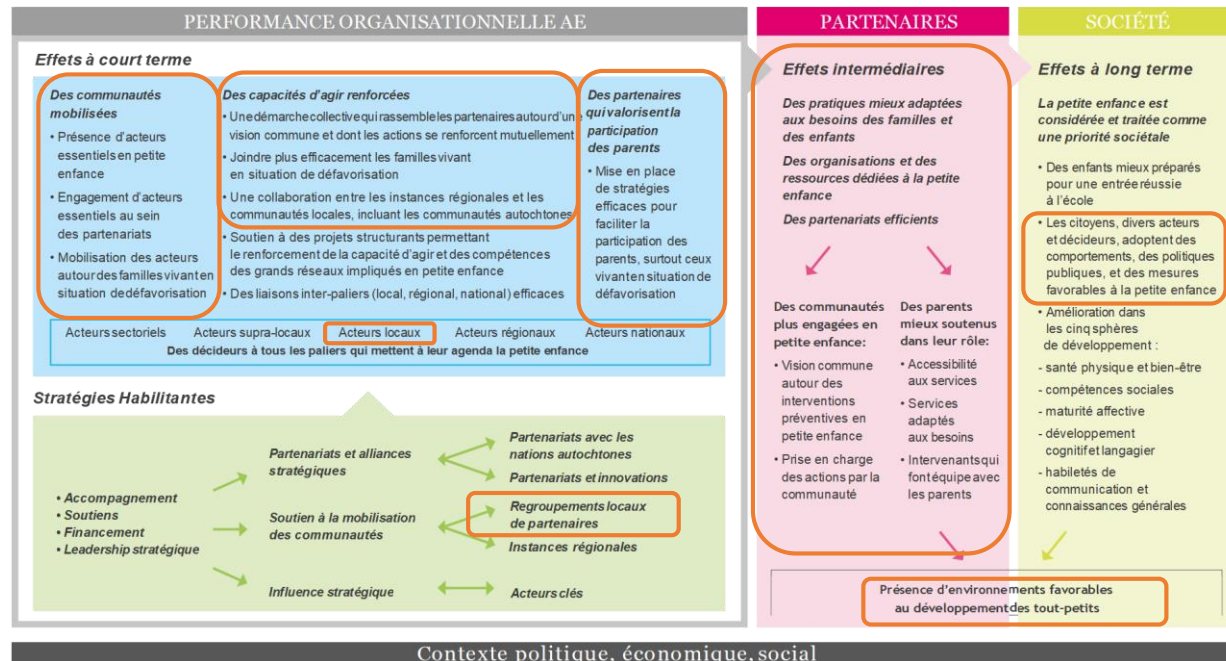 PERFORMANCE ORGANISATIONNELLE AE
Effets à court terme
Des communautés
mobilisées
• Présence d'acteurs
essentiels en petite
enfance
• Engagement d'acteurs
essentiels au sein
des partenariats
• Mobilisation des acteurs
autour des familles vivant en
situation dedéfavorisation
Des capacités d'agir renforcées
• Une démarche collective qui rassemble les partenaires autour d'une
vision commune et dont les actions se renforcent mutuellement
• Joindre plus efficacement les familles vivant
en situation de défavorisation
• Une collaboration entre les instances régionales et les
communautés locales, incluant les communautés autochtones
• Soutien à des projets structurants permettant
le renforcement de la capacité d'agir et des compétences
des grands réseaux impliqués en petite enfance
• Des liaisons inter-paliers (local, régional, national) efficaces
Des partenaires
qui valorisent la
participation
des parents
• Mise en place
de stratégies
efficaces pour
faciliter la
participation des
parents, surtout ceux
vivant en situation de
défavorisation
Acteurs sectoriels
Acteurs supra-locaux
Acteurs locaux
Acteurs régionaux
Acteurs nationaux
Des décideurs à tous les paliers qui mettent à leur agenda la petite enfance
Stratégies Habilitantes
• Accompagnement
• Soutiens
• Financement
• Leadership stratégique
Partenariats et alliances
stratégiques
Soutien à la mobilisation
des communautés
Influence stratégique
Partenariats avec les
nations autochtones
Partenariats et innovations
Regroupements locaux
de partenaires
Instances régionales
Acteurs clés
PARTENAIRES
Effets intermédiaires
Des pratiques mieux adaptées
aux besoins des familles et
des enfants
Des organisations et des
ressources dédiées à la petite
enfance
Des partenariats efficients
Des communautés
plus engagées en
petite enfance:
• Vision commune
autour des
interventions
préventives en
petite enfance
• Prise en charge
des actions par la
communauté
Des parents
mieux soutenus
dans leur rôle:
• Accessibilité
aux services
• Services
adaptés
aux besoins
• Intervenants qui
font équipe avec
les parents
SOCIÉTÉ
Effets à long terme
La petite enfance est
considérée et traitée comme
une priorité sociétale
• Des enfants mieux préparés
pour une entrée réussie
à l'école
• Les citoyens, divers acteurs
et décideurs, adoptent des
comportements, des politiques
publiques, et des mesures
favorables à la petite enfance
• Amélioration dans
les cinq sphères
de développement :
- santé physique et bien-être
- compétences sociales
- maturité affective
- développement
cognitif et langagier
- habiletés de
communication et
connaissances générales
Présence d'environnements favorables
au développement des tout-petits
Contexte politique, économique, social